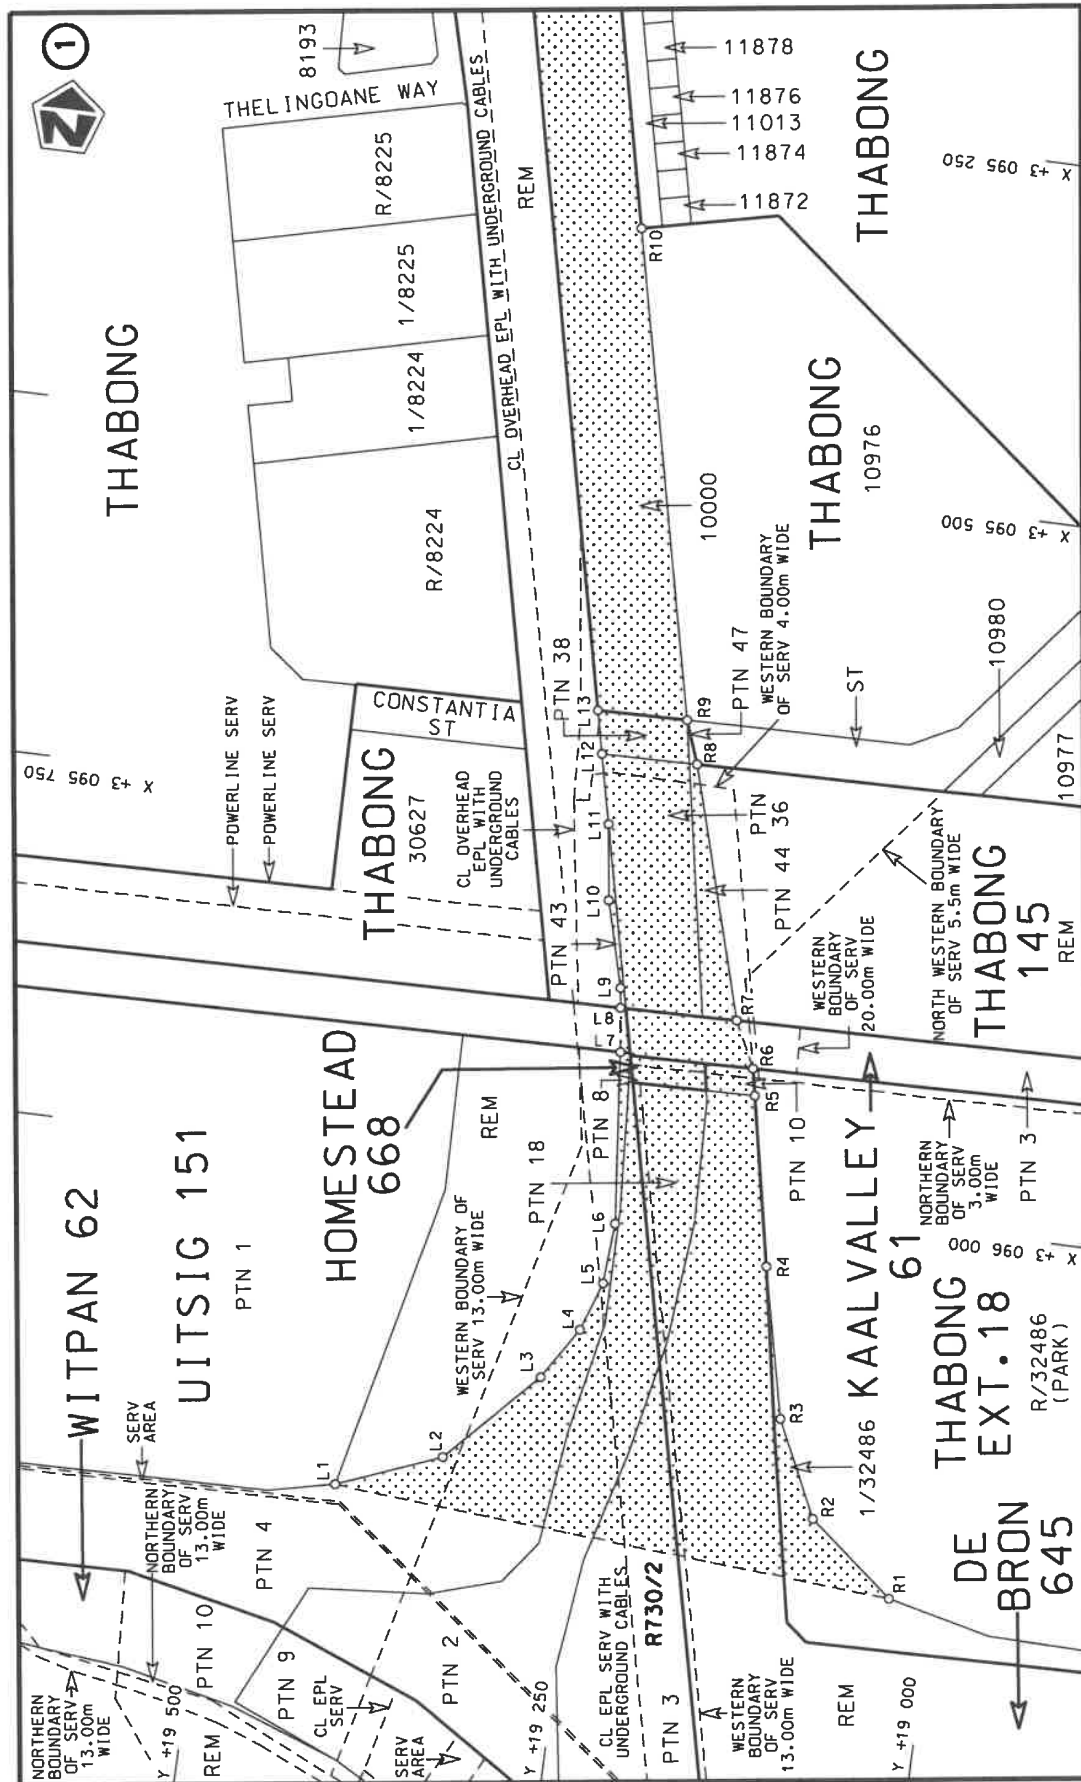 1
N
8193
THELINGOANE WAY
R/8225
1/8225
1/8224
R/8224
CL OVERHEAD EPL WITH UNDERGROUND CABLES
REM
11878
11876
11013
11874
11872
THABONG
X +3 095 250
THABONG
R10
10000
THABONG
10976
X +3 095 500
POWERLINE SERV
POWERLINE SERV
X +3 095 750
CONSTANTIA
ST
THABONG
30627
CL OVERHEAD
EPL WITH
UNDERGROUND
CABLES
PTN 38
PTN 43
L13
L12
L11
L10
L9
L8
L7
R9
R8
R7
R6
R5
PTN 47
WESTERN BOUNDARY
OF SERV 4.00m WIDE
PTN
36
PTN 44
ST
10980
10977
NORTH WESTERN BOUNDARY
OF SERV 5.5m WIDE
THABONG
145
REM
WESTERN
BOUNDARY
OF SERV
20.00m WIDE
HOMESTEAD
668
REM
PTN 8
PTN 18
PTN 10
KAALVALLEY
61
NORTHERN
BOUNDARY
OF SERV
3.00m
WIDE
PTN 3
X +3 096 000
WITPAN 62
UITSIG 151
PTN 1
WESTERN BOUNDARY OF
SERV 13.00m WIDE
L6
L5
L4
L3
L2
L1
R4
R3
R2
R1
1/32486
THABONG
EXT.18
R/32486
(PARK)
DE
BRON
645
SERV
AREA
NORTHERN
BOUNDARY
OF SERV
13.00m
WIDE
PTN 4
PTN 10
PTN 9
PTN 2
CL EPL
SERV
SERV
AREA
NORTHERN
BOUNDARY
OF SERV
13.00m
WIDE
Y +19 500
REM
Y +19 250
CL EPL SERV WITH
UNDERGROUND CABLES
R730/2
PTN 3
WESTERN
BOUNDARY
OF SERV
13.00m WIDE
REM
Y +19 000